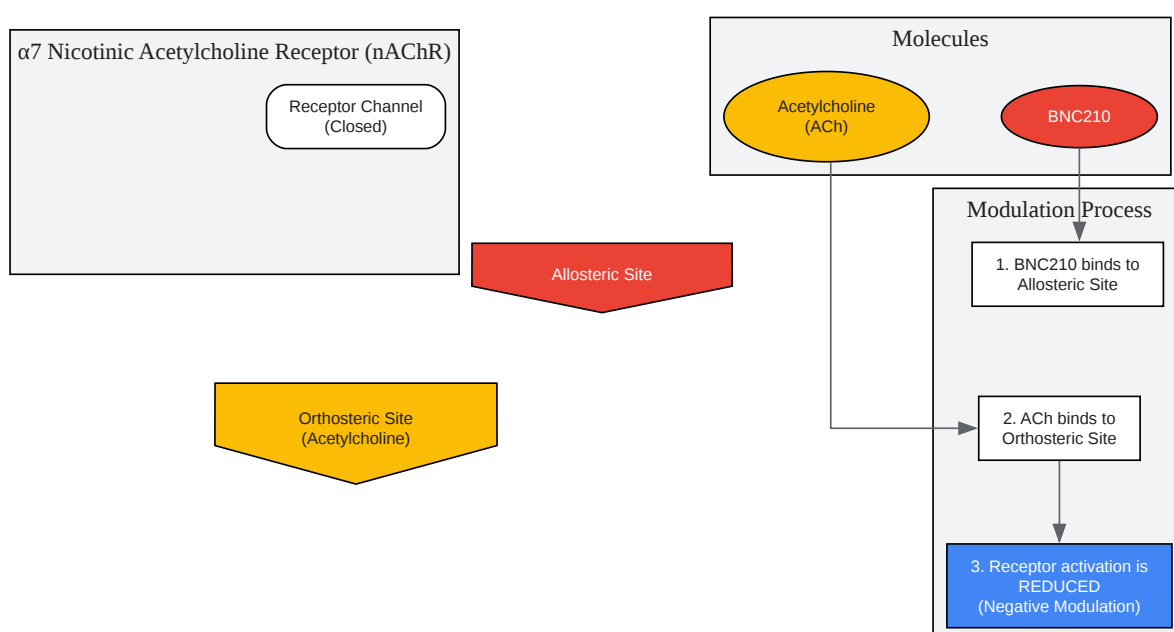 α7 Nicotinic Acetylcholine Receptor (nAChR)
Receptor Channel
(Closed)
Molecules
Acetylcholine
(ACh)
BNC210
Modulation Process
1. BNC210 binds to
Allosteric Site
Allosteric Site
Orthosteric Site
(Acetylcholine)
2. ACh binds to
Orthosteric Site
3. Receptor activation is
REDUCED
(Negative Modulation)